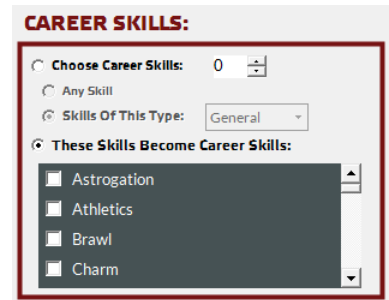 CAREER SKILLS:
Choose Career Skills: 0
Any Skill
Skills Of This Type: General
These Skills Become Career Skills:
Astrogation
Athletics
Brawl
Charm